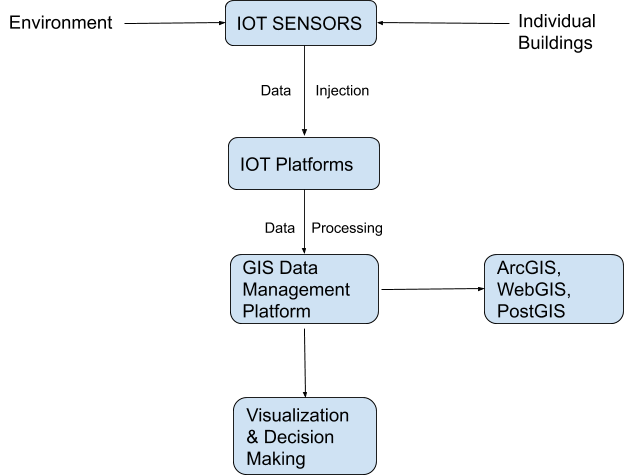 Environment
IOT SENSORS
Individual
Buildings
Data Injection
IOT Platforms
Data Processing
GIS Data
Management
Platform
ArcGIS,
WebGIS,
PostGIS
Visualization
& Decision
Making